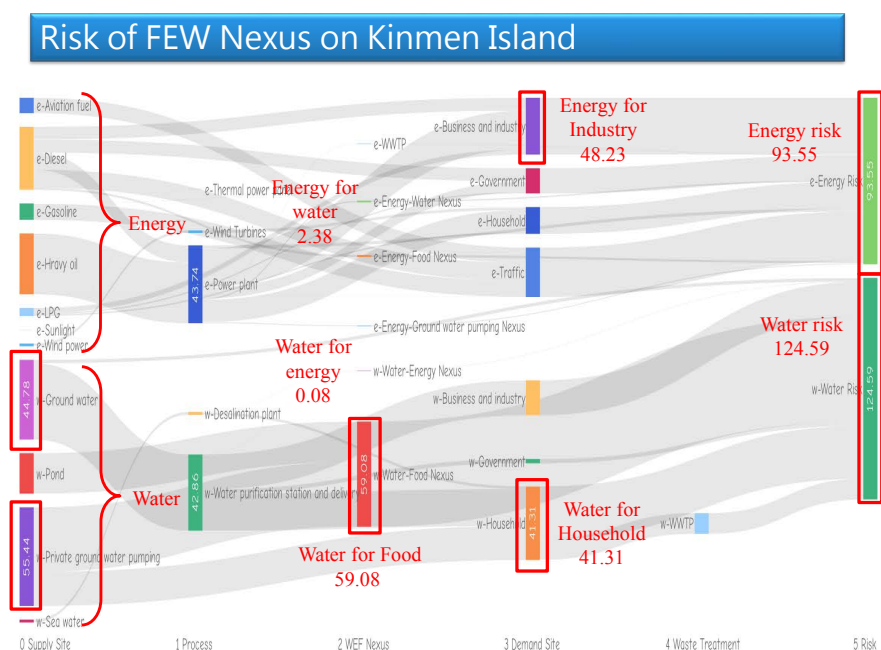 Risk of FEW Nexus on Kinmen Island
e-Aviation fuel
e-Diesel
e-Gasoline
e-Hravy oil
e-LPG
e-Sunlight
e-Wind power
Energy
44.78
w-Ground water
w-Pond
55.44
w-Private ground water pumping
w-Sea water
Water
e-Thermal power plant
e-Wind Turbines
43.74
e-Power plant
w-Desalination plant
42.86
w-Water purification station and delivery
e-WWTP
Energy for
water
2.38
e-Energy-Water Nexus
e-Energy-Food Nexus
e-Energy-Ground water pumping Nexus
Water for
energy
0.08
w-Water-Energy Nexus
59.08
w-Water-Food Nexus
Water for Food
59.08
e-Business and industry
Energy for
Industry
48.23
e-Government
e-Household
e-Traffic
w-Business and industry
w-Government
41.31
w-Household
Water for
Household
41.31
w-WWTP
Energy risk
93.55
93.55
e-Energy Risk
Water risk
124.59
124.59
w-Water Risk
0 Supply Site
1 Process
2 WEF Nexus
3 Demand Site
4 Waste Treatment
5 Risk